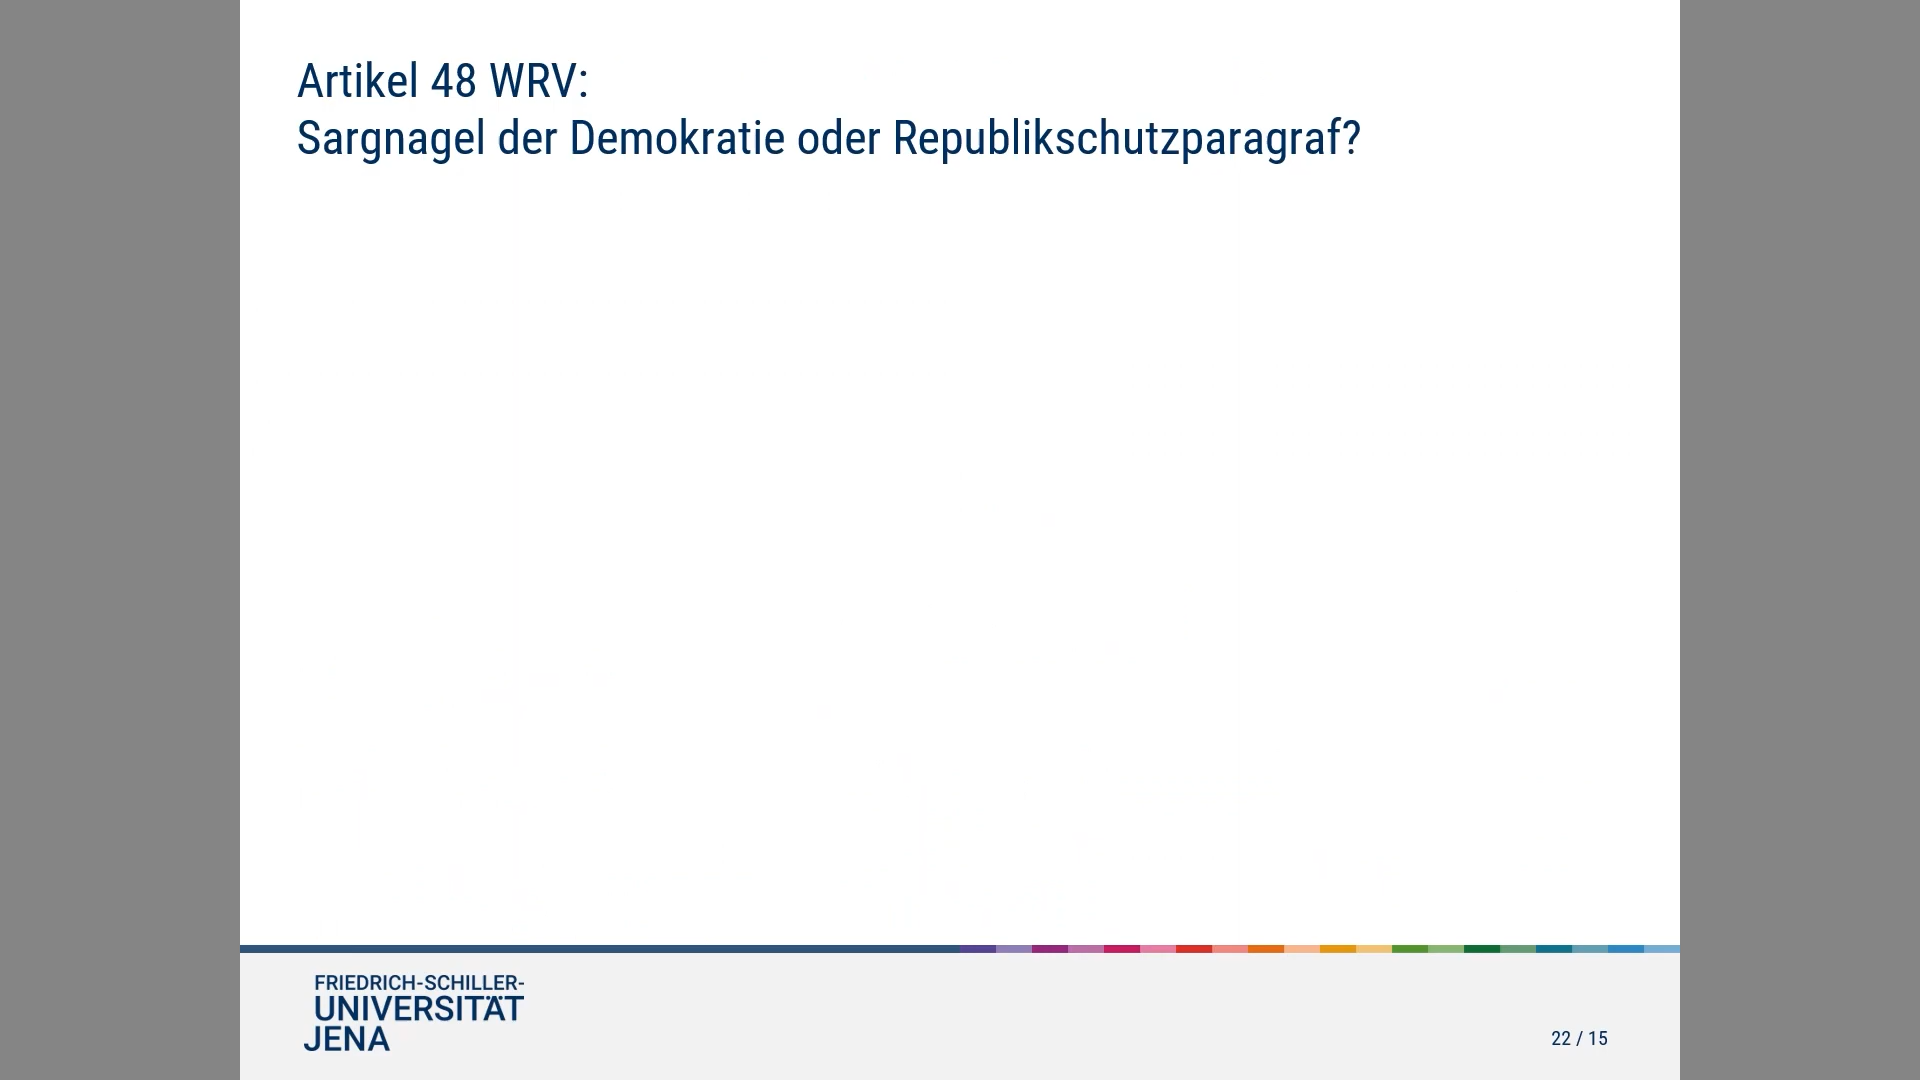 Artikel 48 WRV:
Sargnagel der Demokratie oder Republikschutzparagraf?
FRIEDRICH-SCHILLER-
UNIVERSITÄT
JENA
22 / 15